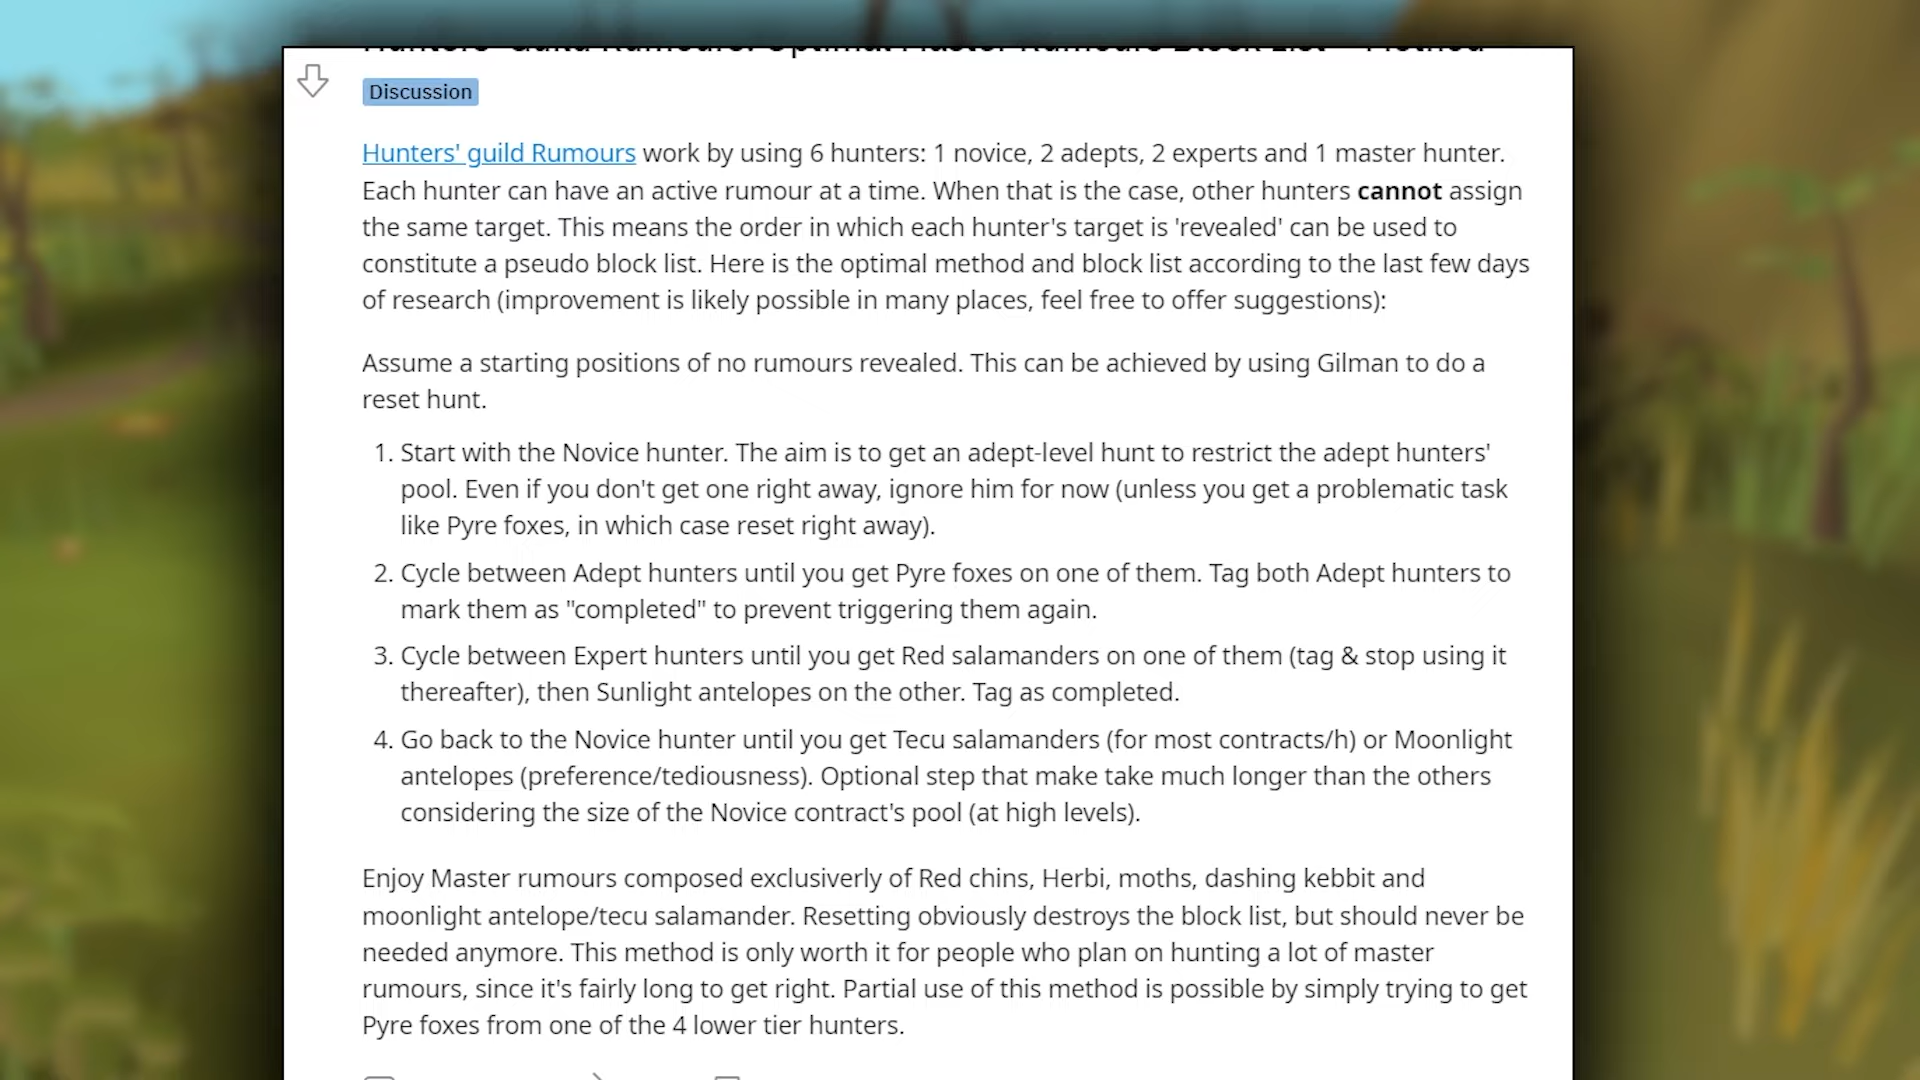 Hunters' Guild Rumours: Optimal Master Rumours Block List - Method
Discussion
Hunters' guild Rumours work by using 6 hunters: 1 novice, 2 adepts, 2 experts and 1 master hunter.
Each hunter can have an active rumour at a time. When that is the case, other hunters cannot assign
the same target. This means the order in which each hunter's target is 'revealed' can be used to
constitute a pseudo block list. Here is the optimal method and block list according to the last few days
of research (improvement is likely possible in many places, feel free to offer suggestions):
Assume a starting positions of no rumours revealed. This can be achieved by using Gilman to do a
reset hunt.
1. Start with the Novice hunter. The aim is to get an adept-level hunt to restrict the adept hunters'
pool. Even if you don't get one right away, ignore him for now (unless you get a problematic task
like Pyre foxes, in which case reset right away).
2. Cycle between Adept hunters until you get Pyre foxes on one of them. Tag both Adept hunters to
mark them as "completed" to prevent triggering them again.
3. Cycle between Expert hunters until you get Red salamanders on one of them (tag & stop using it
thereafter), then Sunlight antelopes on the other. Tag as completed.
4. Go back to the Novice hunter until you get Tecu salamanders (for most contracts/h) or Moonlight
antelopes (preference/tediousness). Optional step that make take much longer than the others
considering the size of the Novice contract's pool (at high levels).
Enjoy Master rumours composed exclusiverly of Red chins, Herbi, moths, dashing kebbit and
moonlight antelope/tecu salamander. Resetting obviously destroys the block list, but should never be
needed anymore. This method is only worth it for people who plan on hunting a lot of master
rumours, since it's fairly long to get right. Partial use of this method is possible by simply trying to get
Pyre foxes from one of the 4 lower tier hunters.